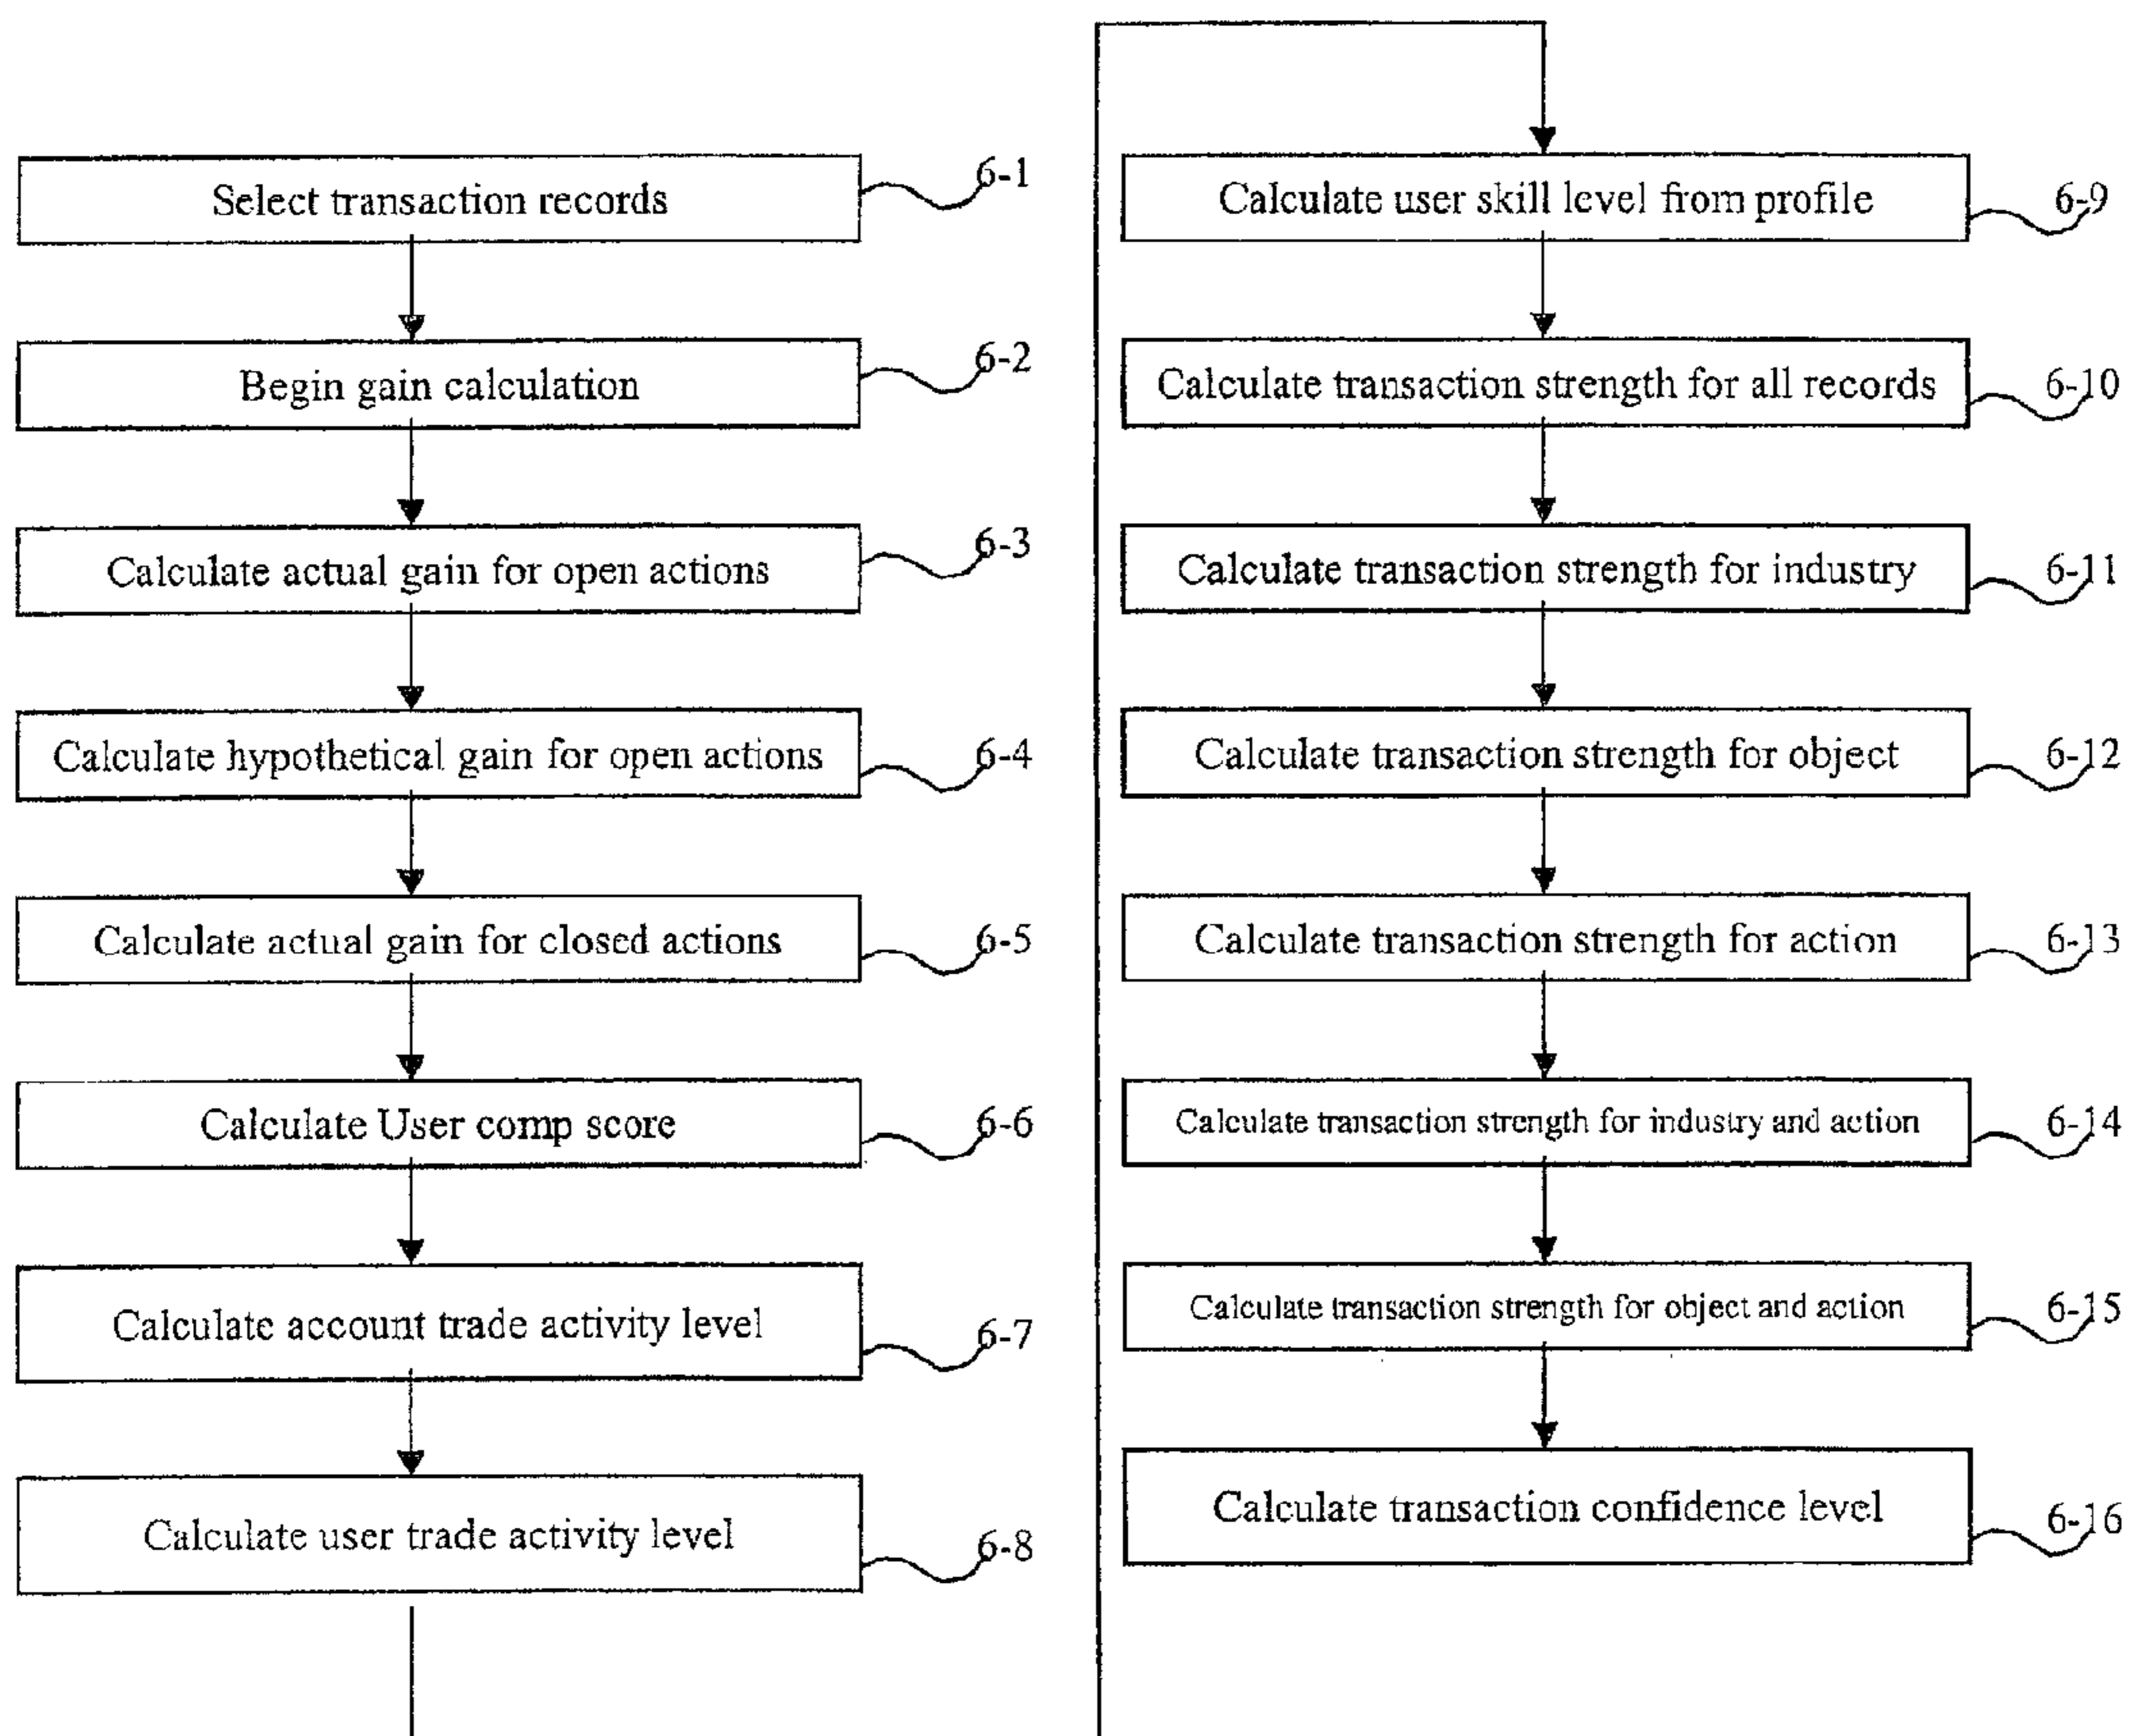 Select transaction records
6-1
Begin gain calculation
6-2
Calculate actual gain for open actions
6-3
Calculate hypothetical gain for open actions
6-4
Calculate actual gain for closed actions
6-5
Calculate User comp score
6-6
Calculate account trade activity level
6-7
Calculate user trade activity level
6-8
Calculate user skill level from profile
6-9
Calculate transaction strength for all records
6-10
Calculate transaction strength for industry
6-11
Calculate transaction strength for object
6-12
Calculate transaction strength for action
6-13
Calculate transaction strength for industry and action
6-14
Calculate transaction strength for object and action
6-15
Calculate transaction confidence level
6-16